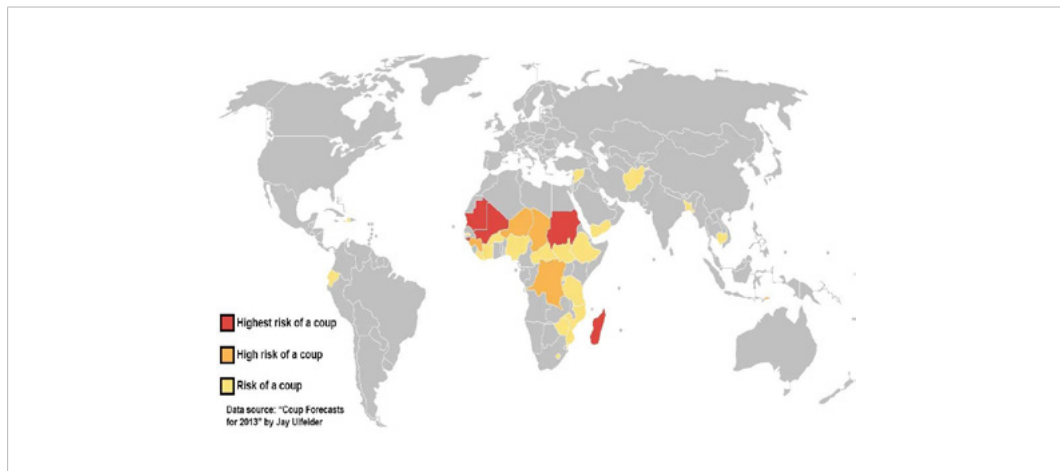 Highest risk of a coup
High risk of a coup
Risk of a coup
Data source: "Coup Forecasts
for 2013" by Jay Ulfelder